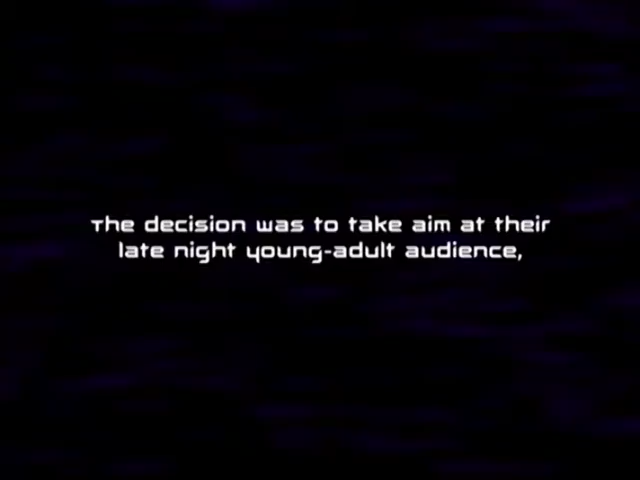 The decision was to take aim at their
late night young-adult audience,